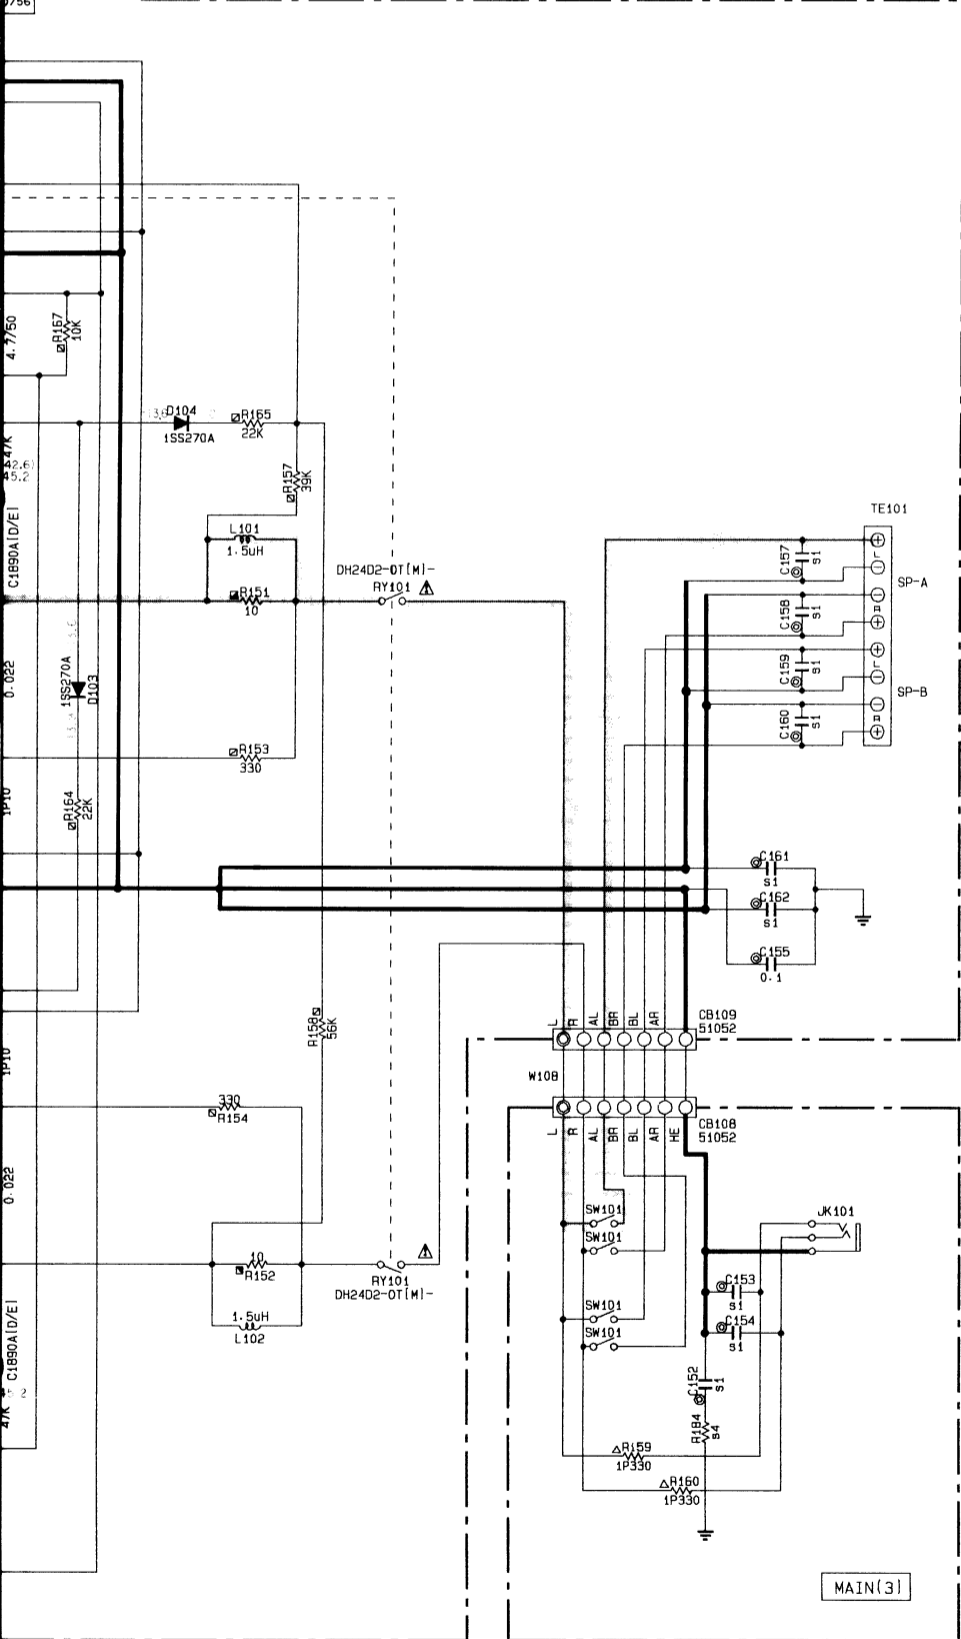 4.7/50
R167
10K
D104
1SS270A
R165
22K
47K
C1890A[D/E]
R157
39K
L101
1.5uH
R151
10
DH24D2-OT[M]-
RY101
TE101
C157
s1
L
SP-A
C158
s1
R
C159
s1
L
SP-B
C160
s1
R
0.022
1SS270A
D103
R153
330
1P10
R164
22K
C161
s1
C162
s1
C155
0.1
R158
56K
L
R
AL
BR
BL
AR
CB109
51052
W108
1P10
330
R154
L
R
AL
BR
BL
AR
HE
CB108
51052
0.022
SW101
SW101
JK101
10
R152
RY101
DH24D2-OT[M]-
1.5uH
L102
C153
s1
C154
s1
SW101
SW101
C1890A[D/E]
47K
C152
s1
R184
s4
R159
1P330
R160
1P330
MAIN(3)